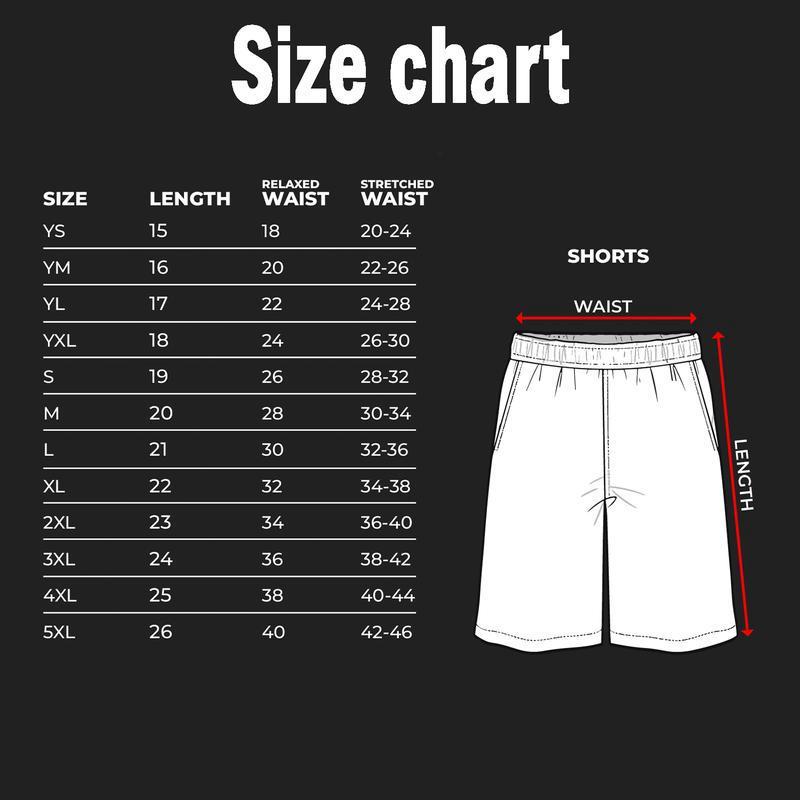 Size chart
SIZE LENGTH RELAXED WAIST STRETCHED WAIST
YS 15 18 20-24
YM 16 20 22-26
YL 17 22 24-28
YXL 18 24 26-30
S 19 26 28-32
M 20 28 30-34
L 21 30 32-36
XL 22 32 34-38
2XL 23 34 36-40
3XL 24 36 38-42
4XL 25 38 40-44
5XL 26 40 42-46
SHORTS
WAIST
LENGTH